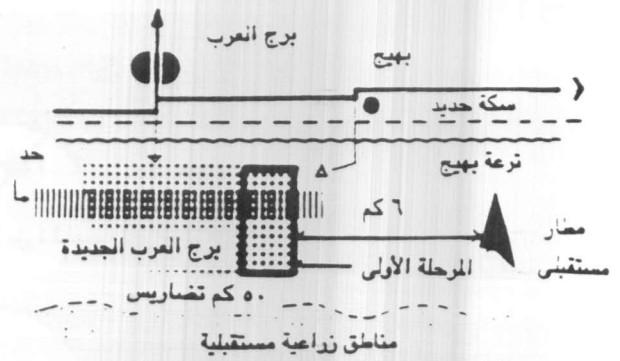 برج العرب
بهيج
سكة حديد
ترعة بهيج
حد
٦ كم
مطار
مستقبلى
برج العرب الجديدة
المرحلة الأولى
٥٠ كم تضاريس
مناطق زراعية مستقبلية